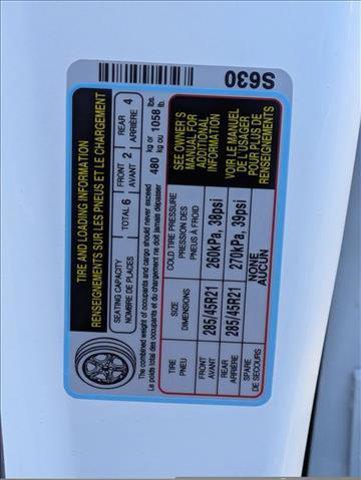 TIRE AND LOADING INFORMATION
RENSEIGNEMENTS SUR LES PNEUS ET LE CHARGEMENT
SEATING CAPACITY
NOMBRE DE PLACES
TOTAL 6
FRONT
AVANT 2
REAR
ARRIÈRE 4
The combined weight of occupants and cargo should never exceed
Le poids total des occupants et du chargement ne doit jamais dépasser
480 kg or 1058 lbs.
kg ou lb.
TIRE
PNEU
SIZE
DIMENSIONS
COLD TIRE PRESSURE
PRESSION DES
PNEUS À FROID
SEE OWNER'S
MANUAL FOR
ADDITIONAL
INFORMATION
FRONT
AVANT
285/45R21
260kPa, 38psi
REAR
ARRIÈRE
285/45R21
270kPa, 39psi
SPARE
DE SECOURS
NONE
AUCUN
VOIR LE MANUEL
DE L'USAGER
POUR PLUS DE
RENSEIGNEMENTS
S630